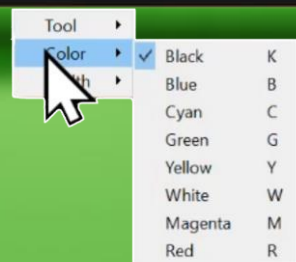 Tool
Color
Black K
Blue B
Cyan C
Green G
Yellow Y
White W
Magenta M
Red R